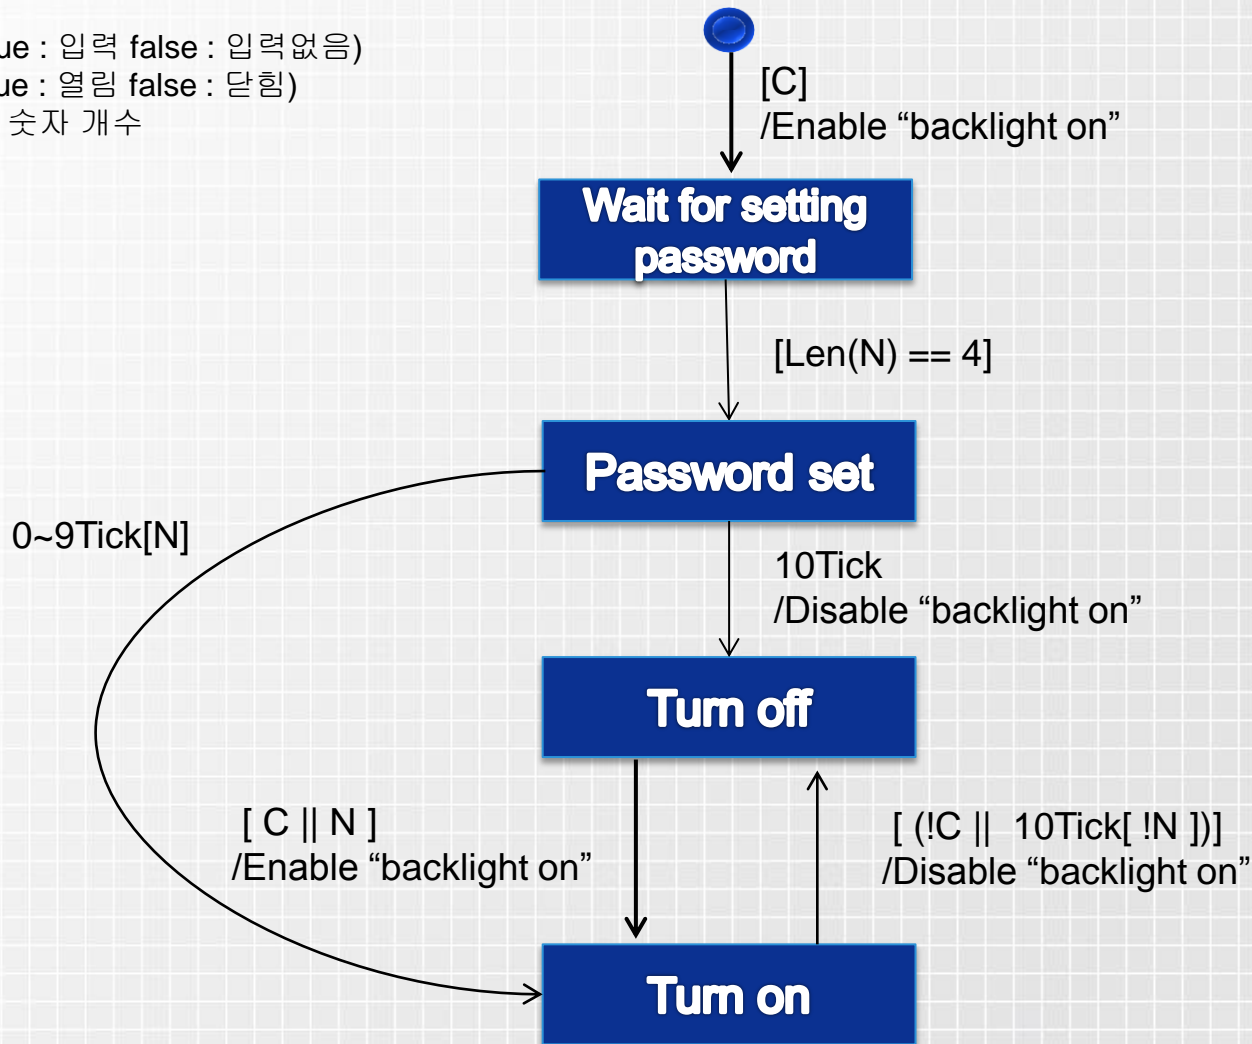 : 입력 false : 입력없음)
: 열림 false : 닫힘)
숫자 개수
[C]
/Enable “backlight on”
Wait for setting
password
[Len(N) == 4]
Password set
0~9Tick[N]
10Tick
/Disable “backlight on”
Turn off
[ C || N ]
/Enable “backlight on”
[ (!C || 10Tick[ !N ])]
/Disable “backlight on”
Turn on